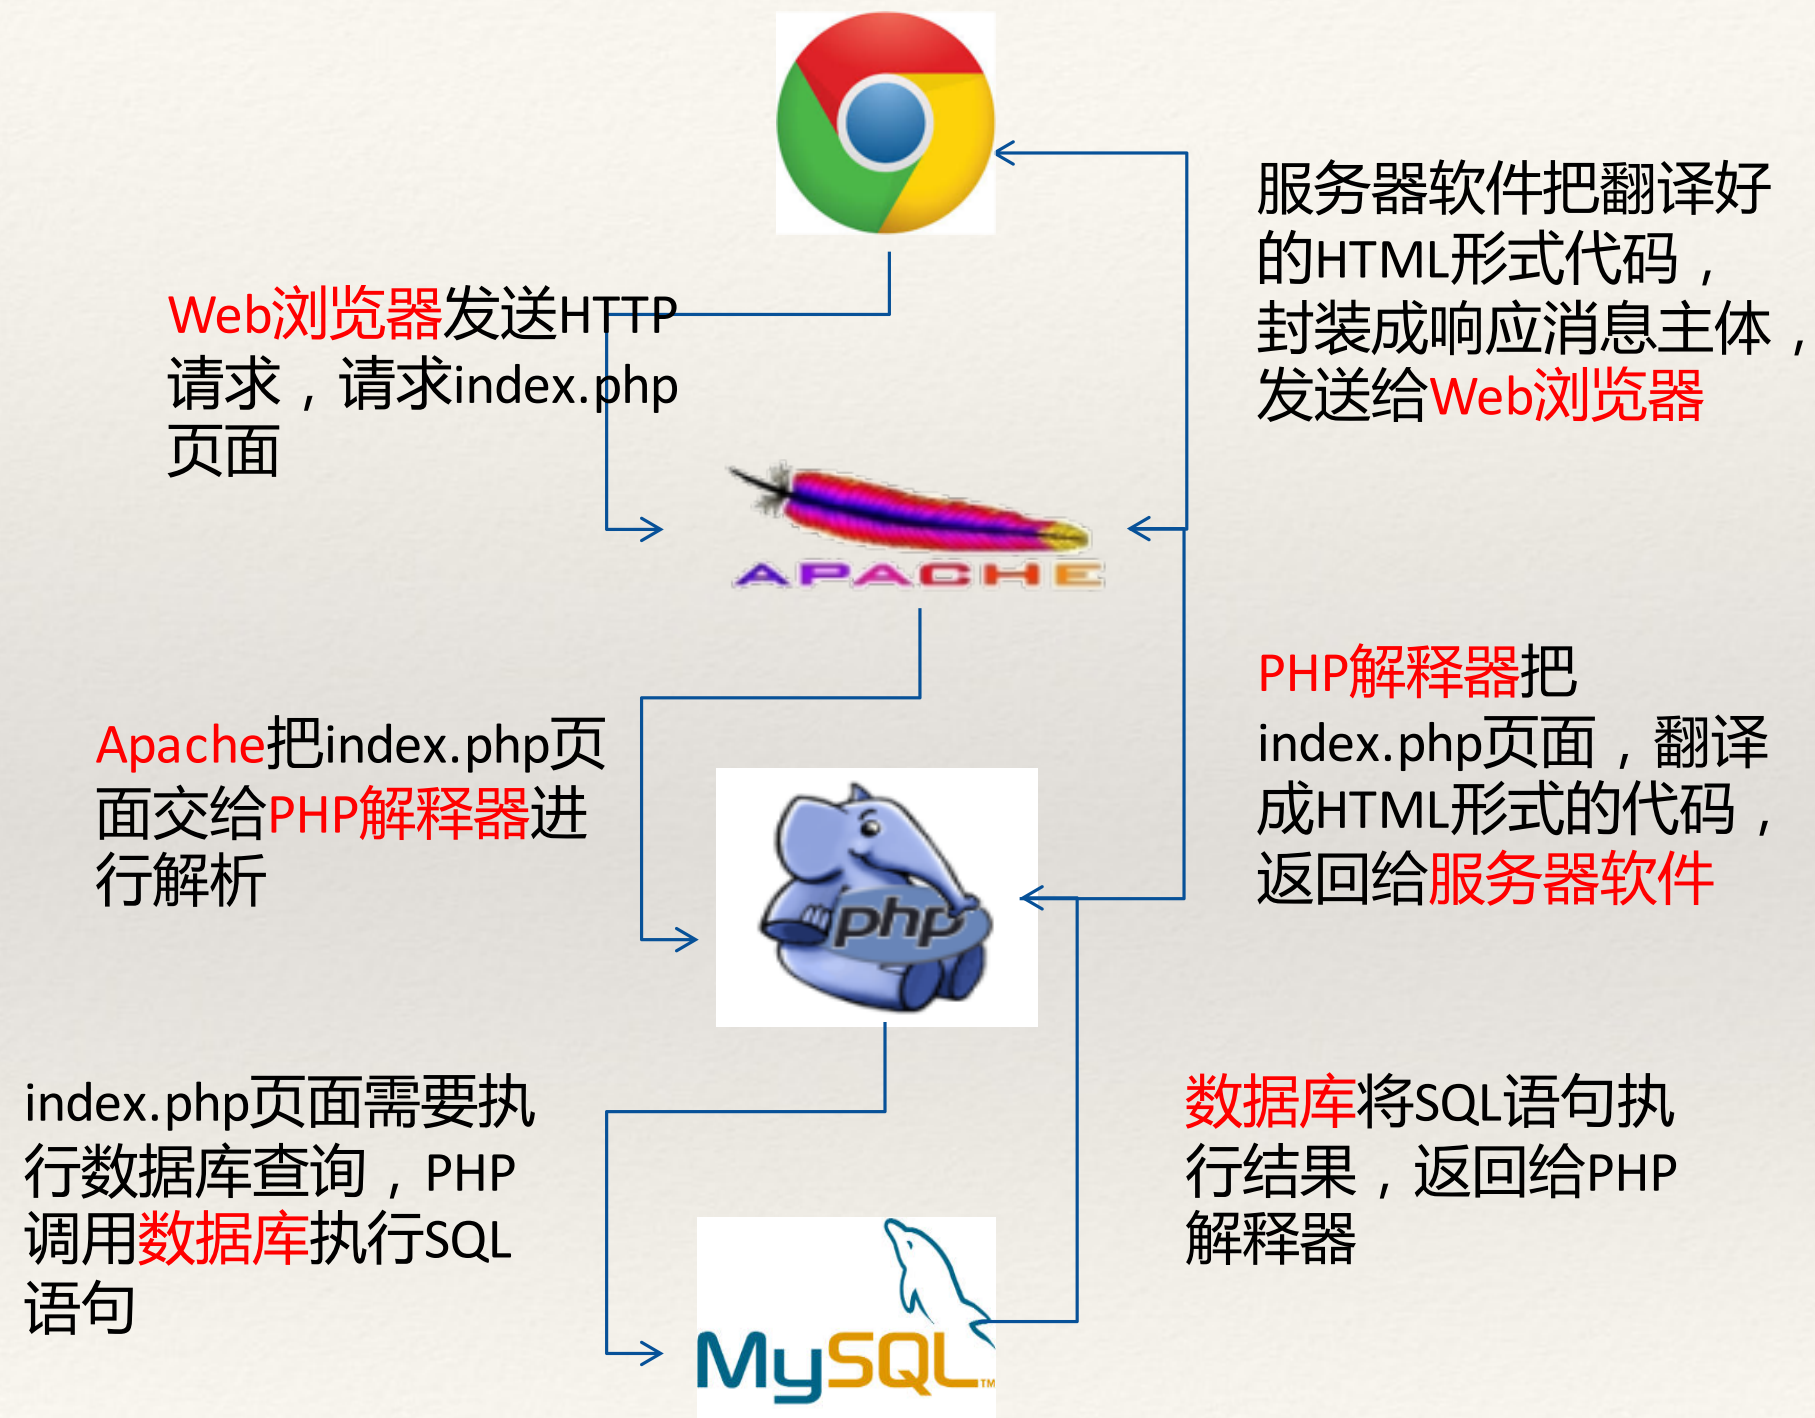 服务器软件把翻译好
的HTML形式代码，
封装成响应消息主体，
发送给Web浏览器
Web浏览器发送HTTP
请求，请求index.php
页面
APACHE
PHP解释器把
index.php页面，翻译
成HTML形式的代码，
返回给服务器软件
Apache把index.php页
面交给PHP解释器进
行解析
php
index.php页面需要执
行数据库查询，PHP
调用数据库执行SQL
语句
数据库将SQL语句执
行结果，返回给PHP
解释器
MySQL™